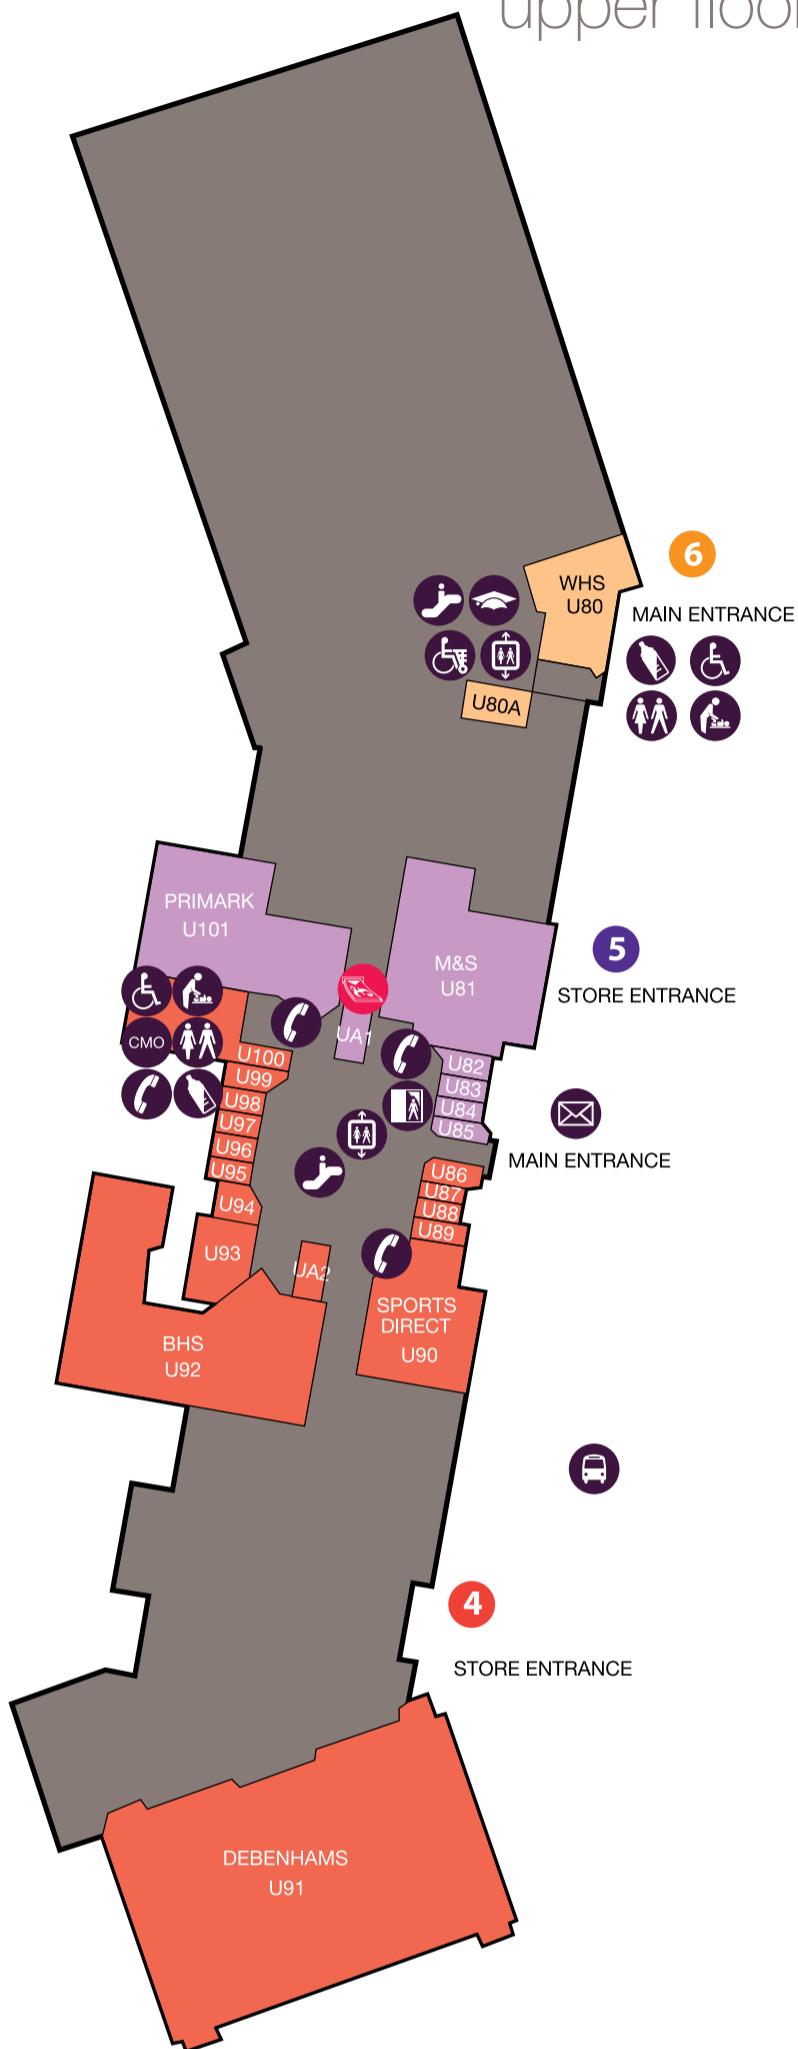 upper floor
6
WHS
U80
MAIN ENTRANCE
U80A
PRIMARK
U101
M&S
U81
5
STORE ENTRANCE
CMO
UA1
U100
U99
U98
U97
U96
U95
U94
U93
U82
U83
U84
U85
MAIN ENTRANCE
U86
U87
U88
U89
UA2
SPORTS
DIRECT
U90
BHS
U92
4
STORE ENTRANCE
DEBENHAMS
U91